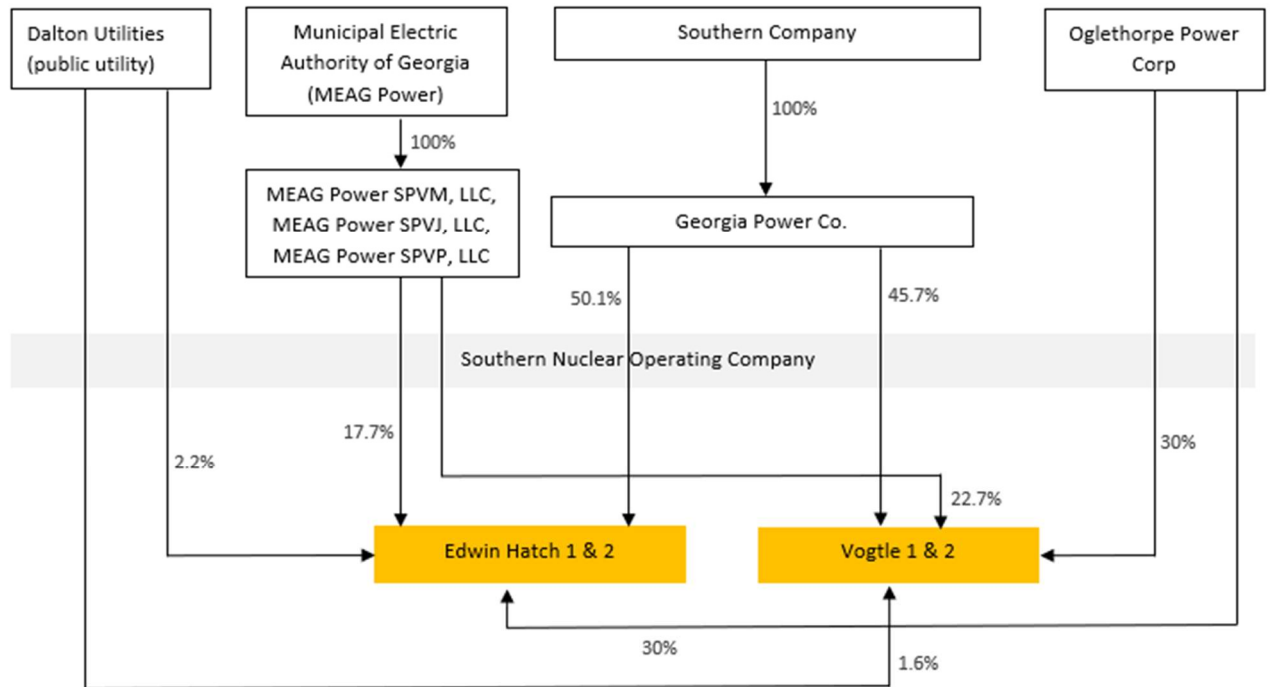 Dalton Utilities
(public utility)
Municipal Electric
Authority of Georgia
(MEAG Power)
Southern Company
Oglethorpe Power
Corp
100%
100%
MEAG Power SPVM, LLC,
MEAG Power SPVJ, LLC,
MEAG Power SPVP, LLC
Georgia Power Co.
50.1%
45.7%
Southern Nuclear Operating Company
17.7%
2.2%
30%
22.7%
Edwin Hatch 1 & 2
Vogtle 1 & 2
30%
1.6%